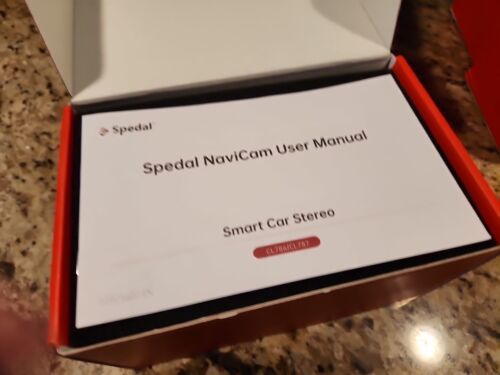 Spedal
Spedal NaviCam User Manual
Smart Car Stereo
CL786/CL787